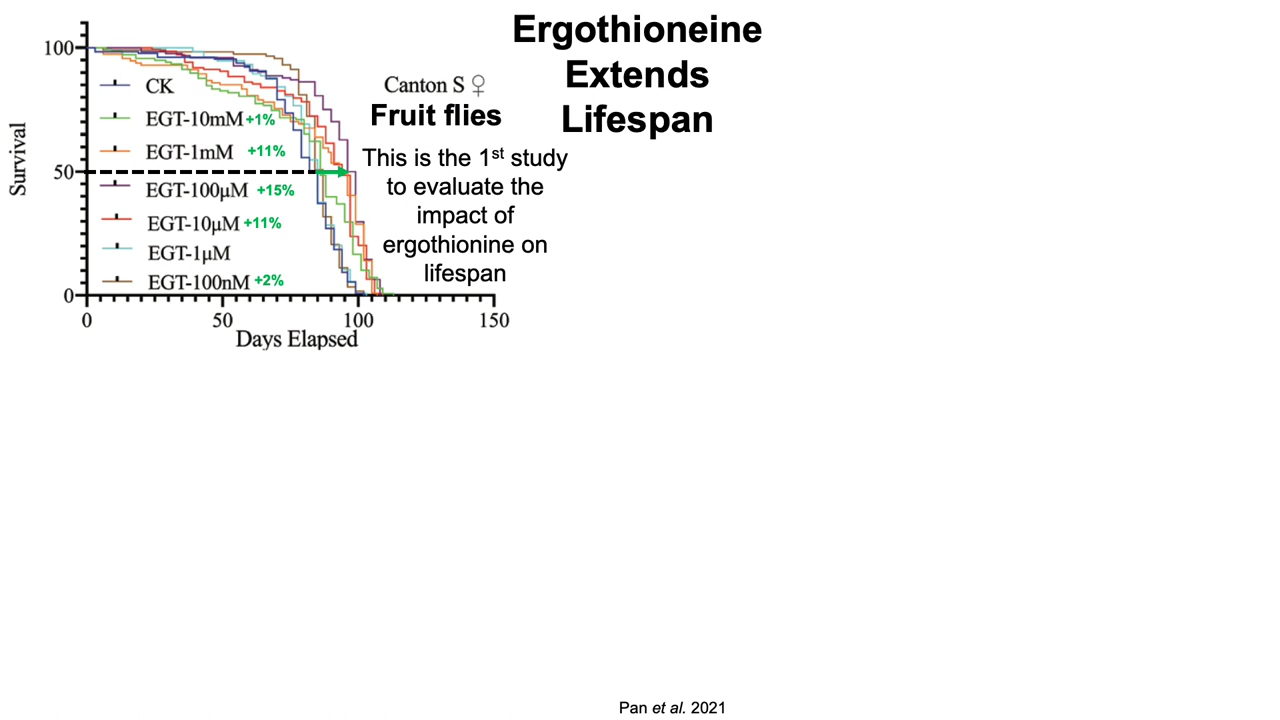 Ergothioneine
Extends
Lifespan
100
50
0
Survival
CK
EGT-10mM +1%
EGT-1mM +11%
EGT-100μM +15%
EGT-10μM +11%
EGT-1μM
EGT-100nM +2%
Canton S ♀
Fruit flies
This is the 1st study
to evaluate the
impact of
ergothionine on
lifespan
0 50 100 150
Days Elapsed
Pan et al. 2021